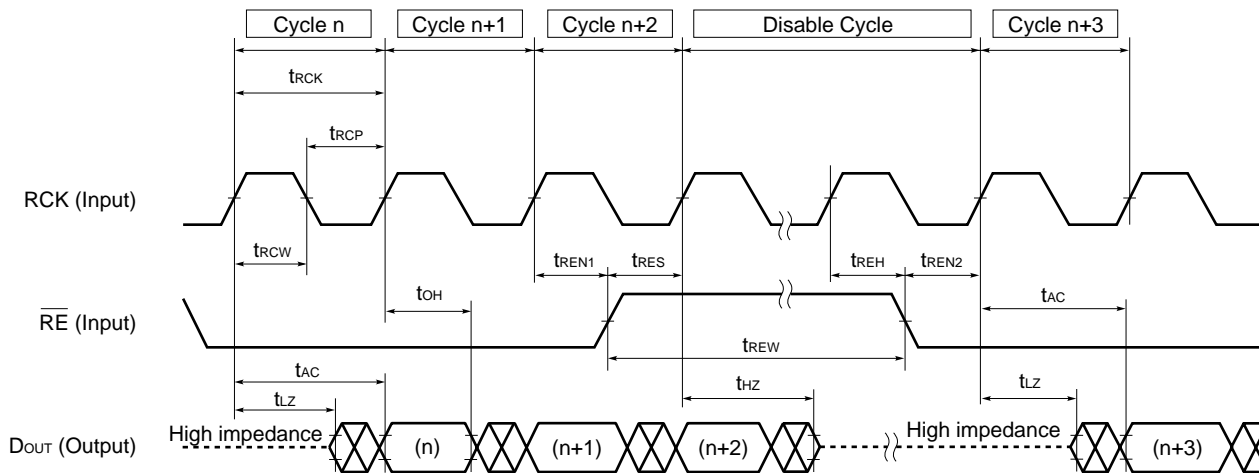 Cycle n Cycle n+1 Cycle n+2 Disable Cycle Cycle n+3
tRCK
tRCP
RCK (Input)
tRCW tREN1 tRES tREH tREN2
tOH tAC
RE (Input)
tREW
tAC
tLZ tHZ tLZ
High impedance High impedance
DOUT (Output) (n) (n+1) (n+2) (n+3)